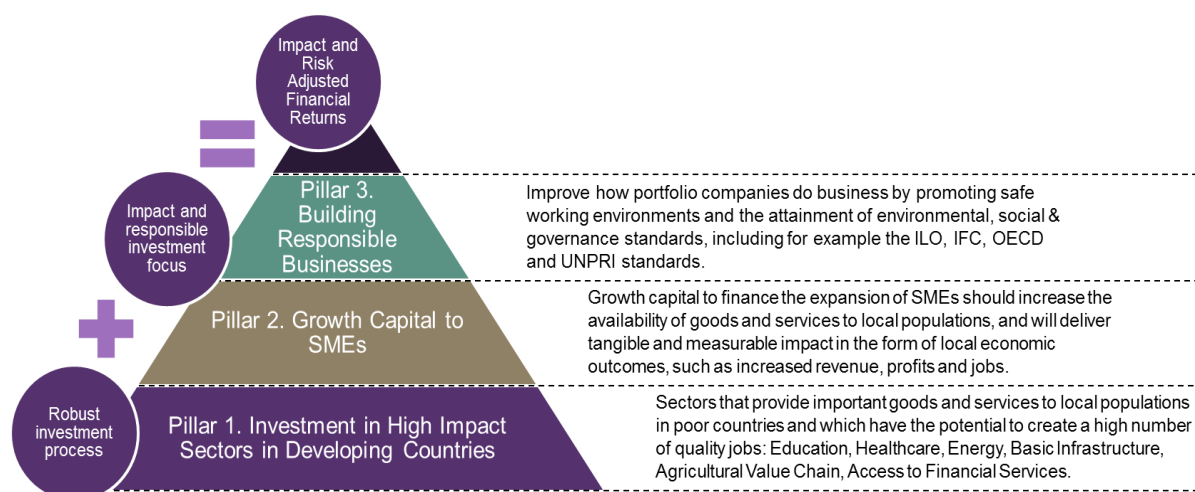 Impact and
Risk
Adjusted
Financial
Returns
Impact and
responsible
investment
focus
Pillar 3.
Building
Responsible
Businesses
Improve how portfolio companies do business by promoting safe
working environments and the attainment of environmental, social &
governance standards, including for example the ILO, IFC, OECD
and UNPRI standards.
Pillar 2. Growth Capital to
SMEs
Growth capital to finance the expansion of SMEs should increase the
availability of goods and services to local populations, and will deliver
tangible and measurable impact in the form of local economic
outcomes, such as increased revenue, profits and jobs.
Robust
investment
process
Pillar 1. Investment in High Impact
Sectors in Developing Countries
Sectors that provide important goods and services to local populations
in poor countries and which have the potential to create a high number
of quality jobs: Education, Healthcare, Energy, Basic Infrastructure,
Agricultural Value Chain, Access to Financial Services.